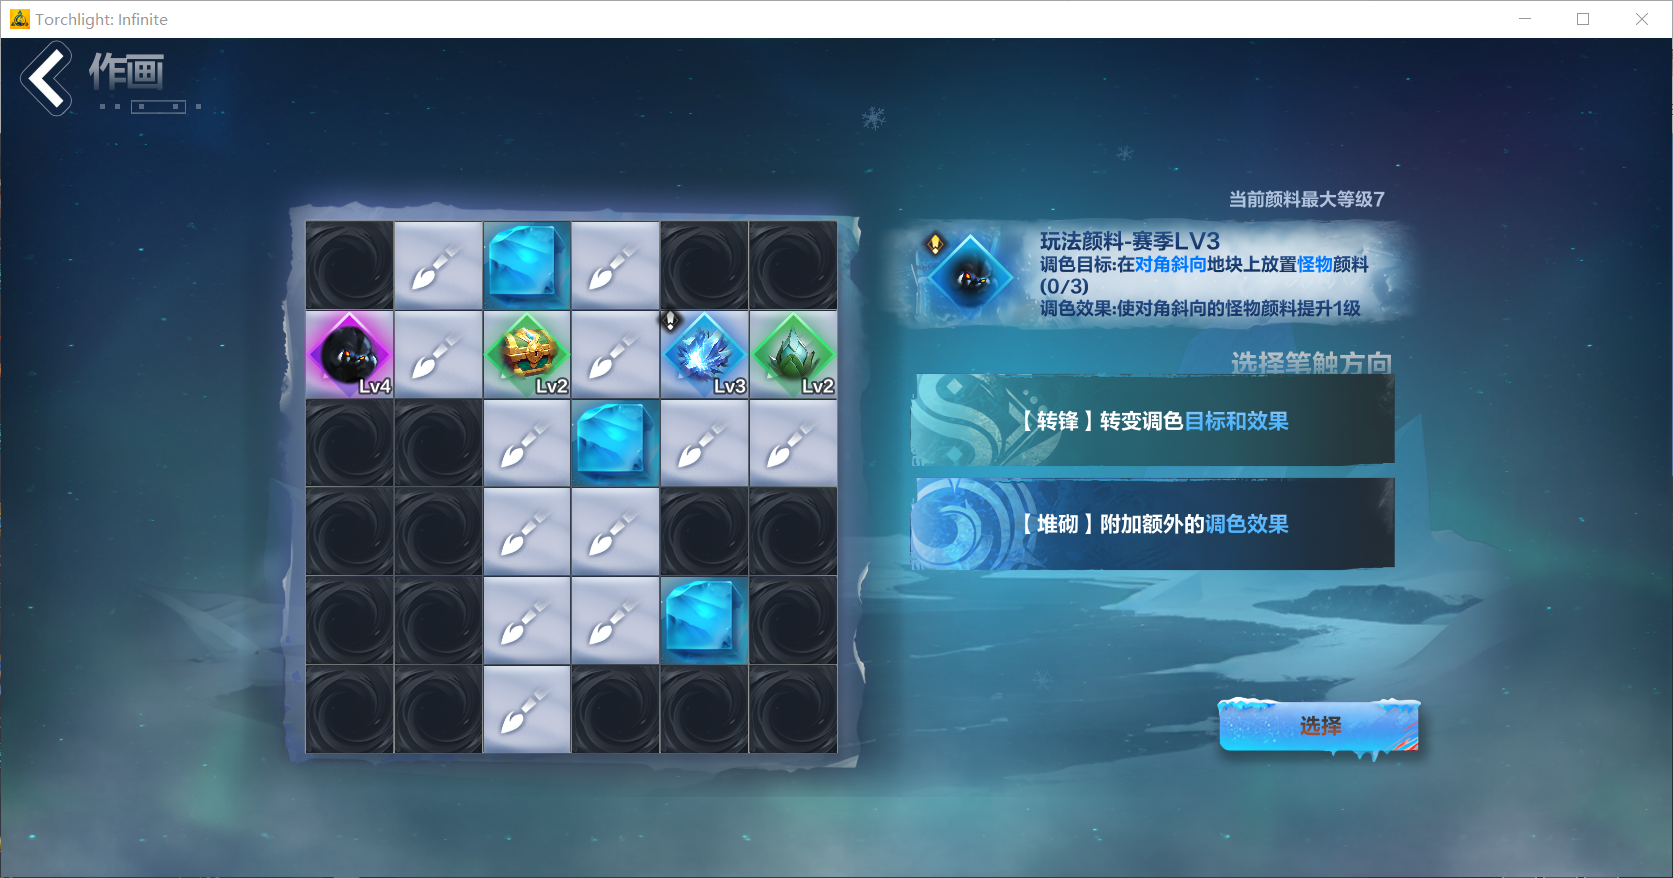 Torchlight: Infinite
作画
当前颜料最大等级7
玩法颜料-赛季LV3
调色目标:在对角斜向地块上放置怪物颜料
(0/3)
调色效果:使对角斜向的怪物颜料提升1级
Lv4
Lv2
Lv3
Lv2
选择笔触方向
【转锋】转变调色目标和效果
【堆砌】附加额外的调色效果
选择